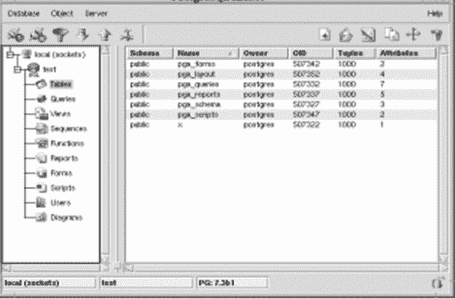 Database Object Server Help
local (sockets)
test
Tables
Queries
Views
Sequences
Functions
Reports
Forms
Scripts
Users
Diagrams
Schema Name Owner OID Tuples Attributes
public pga_forms postgres 507342 1000 3
public pga_layout postgres 507352 1000 4
public pga_queries postgres 507332 1000 7
public pga_reports postgres 507337 1000 5
public pga_schema postgres 507327 1000 3
public pga_scripts postgres 507347 1000 2
public x postgres 507322 1000 1
local (sockets) test PG: 7.3b1